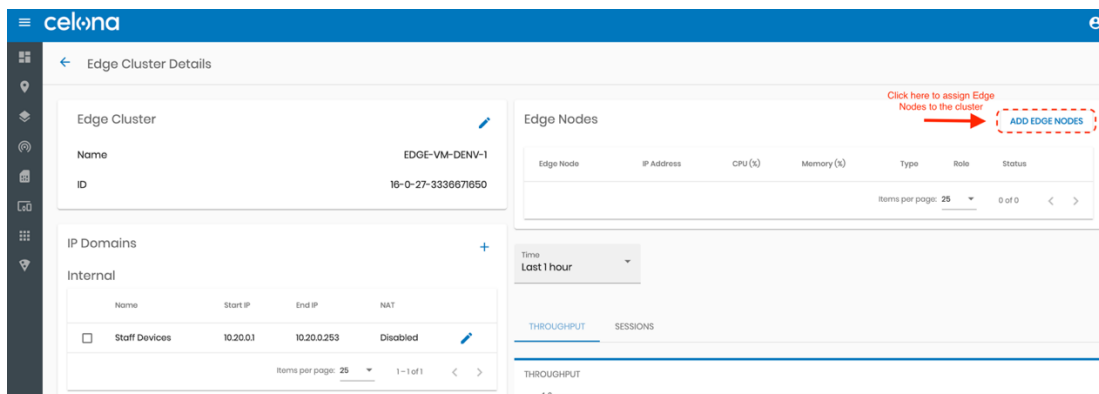 celona
Edge Cluster Details
Edge Cluster
Name EDGE-VM-DENV-1
ID 16-0-27-3336671650
IP Domains
Internal
Name Start IP End IP NAT
Staff Devices 10.20.0.1 10.20.0.253 Disabled
Items per page: 25 1 - 1 of 1
Edge Nodes
Click here to assign Edge
Nodes to the cluster
ADD EDGE NODES
Edge Node IP Address CPU (%) Memory (%) Type Role Status
Items per page: 25 0 of 0
Time
Last 1 hour
THROUGHPUT SESSIONS
THROUGHPUT